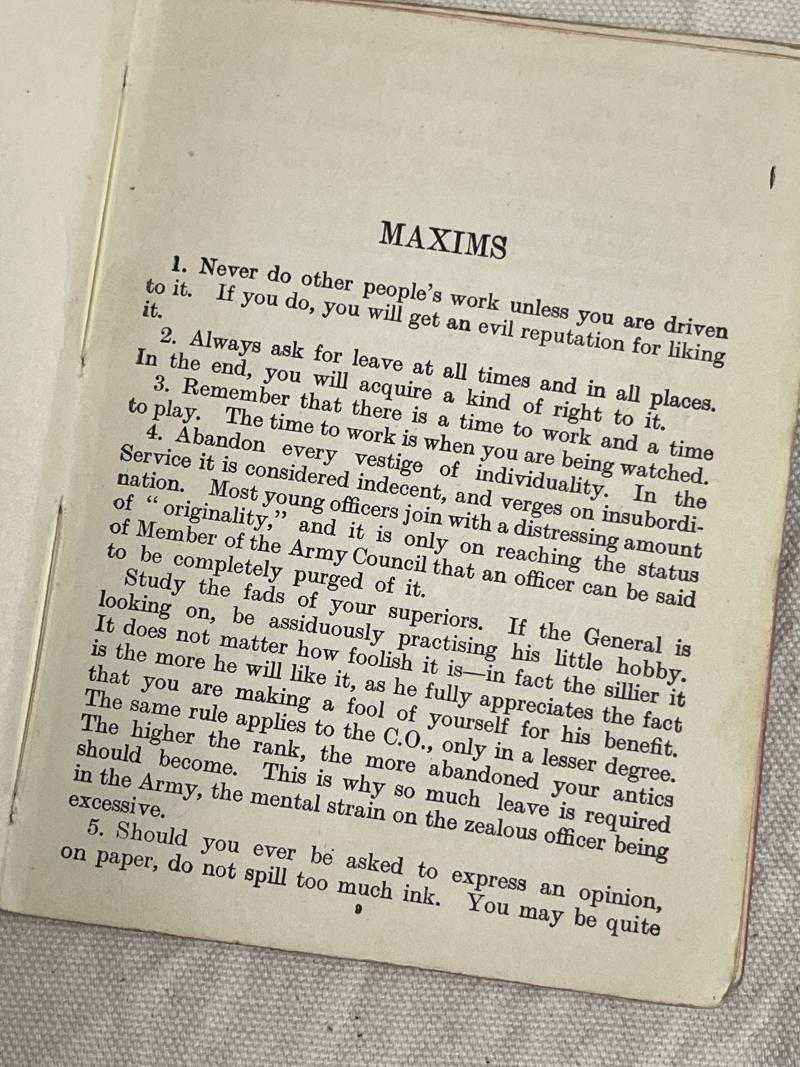 MAXIMS
1. Never do other people's work unless you are driven
to it. If you do, you will get an evil reputation for liking
it.
2. Always ask for leave at all times and in all places.
In the end, you will acquire a kind of right to it.
3. Remember that there is a time to work and a time
to play. The time to work is when you are being watched.
4. Abandon every vestige of individuality. In the
Service it is considered indecent, and verges on insubordi-
nation. Most young officers join with a distressing amount
of "originality," and it is only on reaching the status
of Member of the Army Council that an officer can be said
to be completely purged of it.
Study the fads of your superiors. If the General is
looking on, be assiduously practising his little hobby.
It does not matter how foolish it is—in fact the sillier it
is the more he will like it, as he fully appreciates the fact
that you are making a fool of yourself for his benefit.
The same rule applies to the C.O., only in a lesser degree.
The higher the rank, the more abandoned your antics
should become. This is why so much leave is required
in the Army, the mental strain on the zealous officer being
excessive.
5. Should you ever be asked to express an opinion,
on paper, do not spill too much ink. You may be quite
9